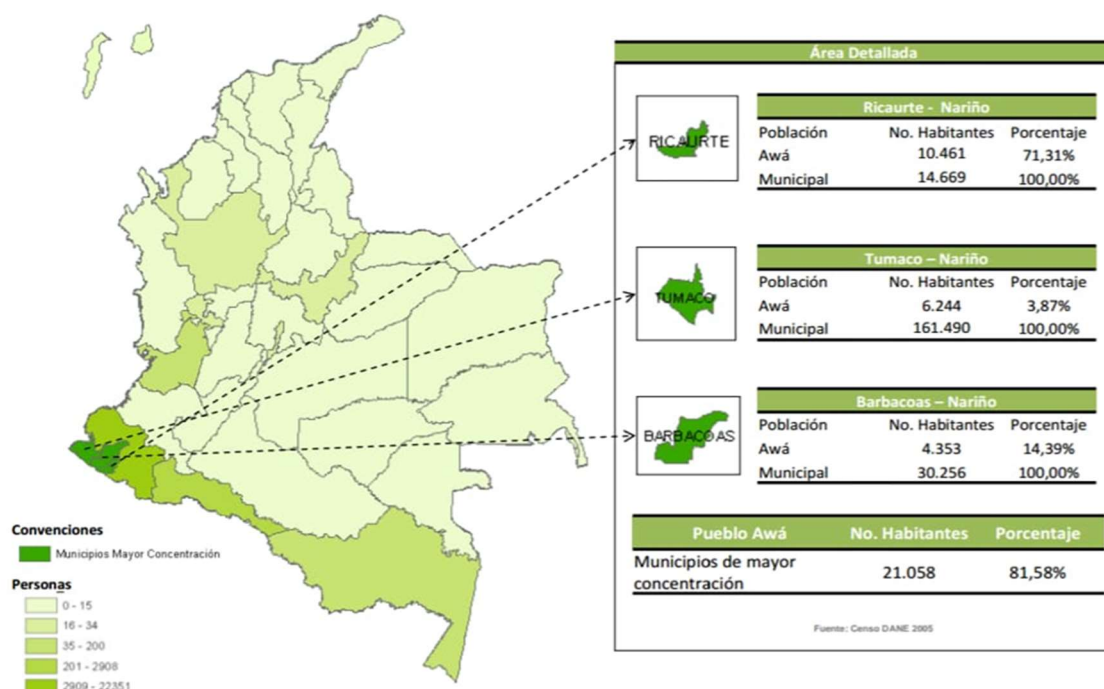 Área Detallada
RICAURTE
Ricaurte - Nariño
Población No. Habitantes Porcentaje
Awá 10.461 71,31%
Municipal 14.669 100,00%
TUMACO
Tumaco – Nariño
Población No. Habitantes Porcentaje
Awá 6.244 3,87%
Municipal 161.490 100,00%
BARBACOAS
Barbacoas – Nariño
Población No. Habitantes Porcentaje
Awá 4.353 14,39%
Municipal 30.256 100,00%
Pueblo Awá No. Habitantes Porcentaje
Municipios de mayor
concentración 21.058 81,58%
Fuente: Censo DANE 2005
Convenciones
Municipios Mayor Concentración
Personas
0 - 15
16 - 34
35 - 200
201 - 2908
2909 - 22351